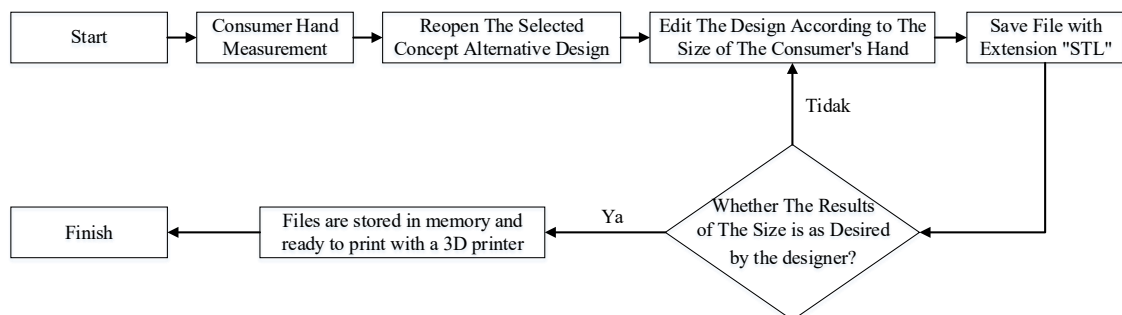 Start
Consumer Hand
Measurement
Reopen The Selected
Concept Alternative Design
Edit The Design According to The
Size of The Consumer's Hand
Save File with
Extension "STL"
Tidak
Whether The Results
of The Size is as Desired
by the designer?
Ya
Files are stored in memory and
ready to print with a 3D printer
Finish